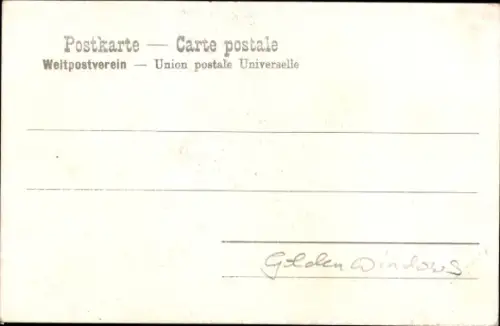 Postkarte — Carte postale
Weltpostverein — Union postale Universelle
Golden Windows